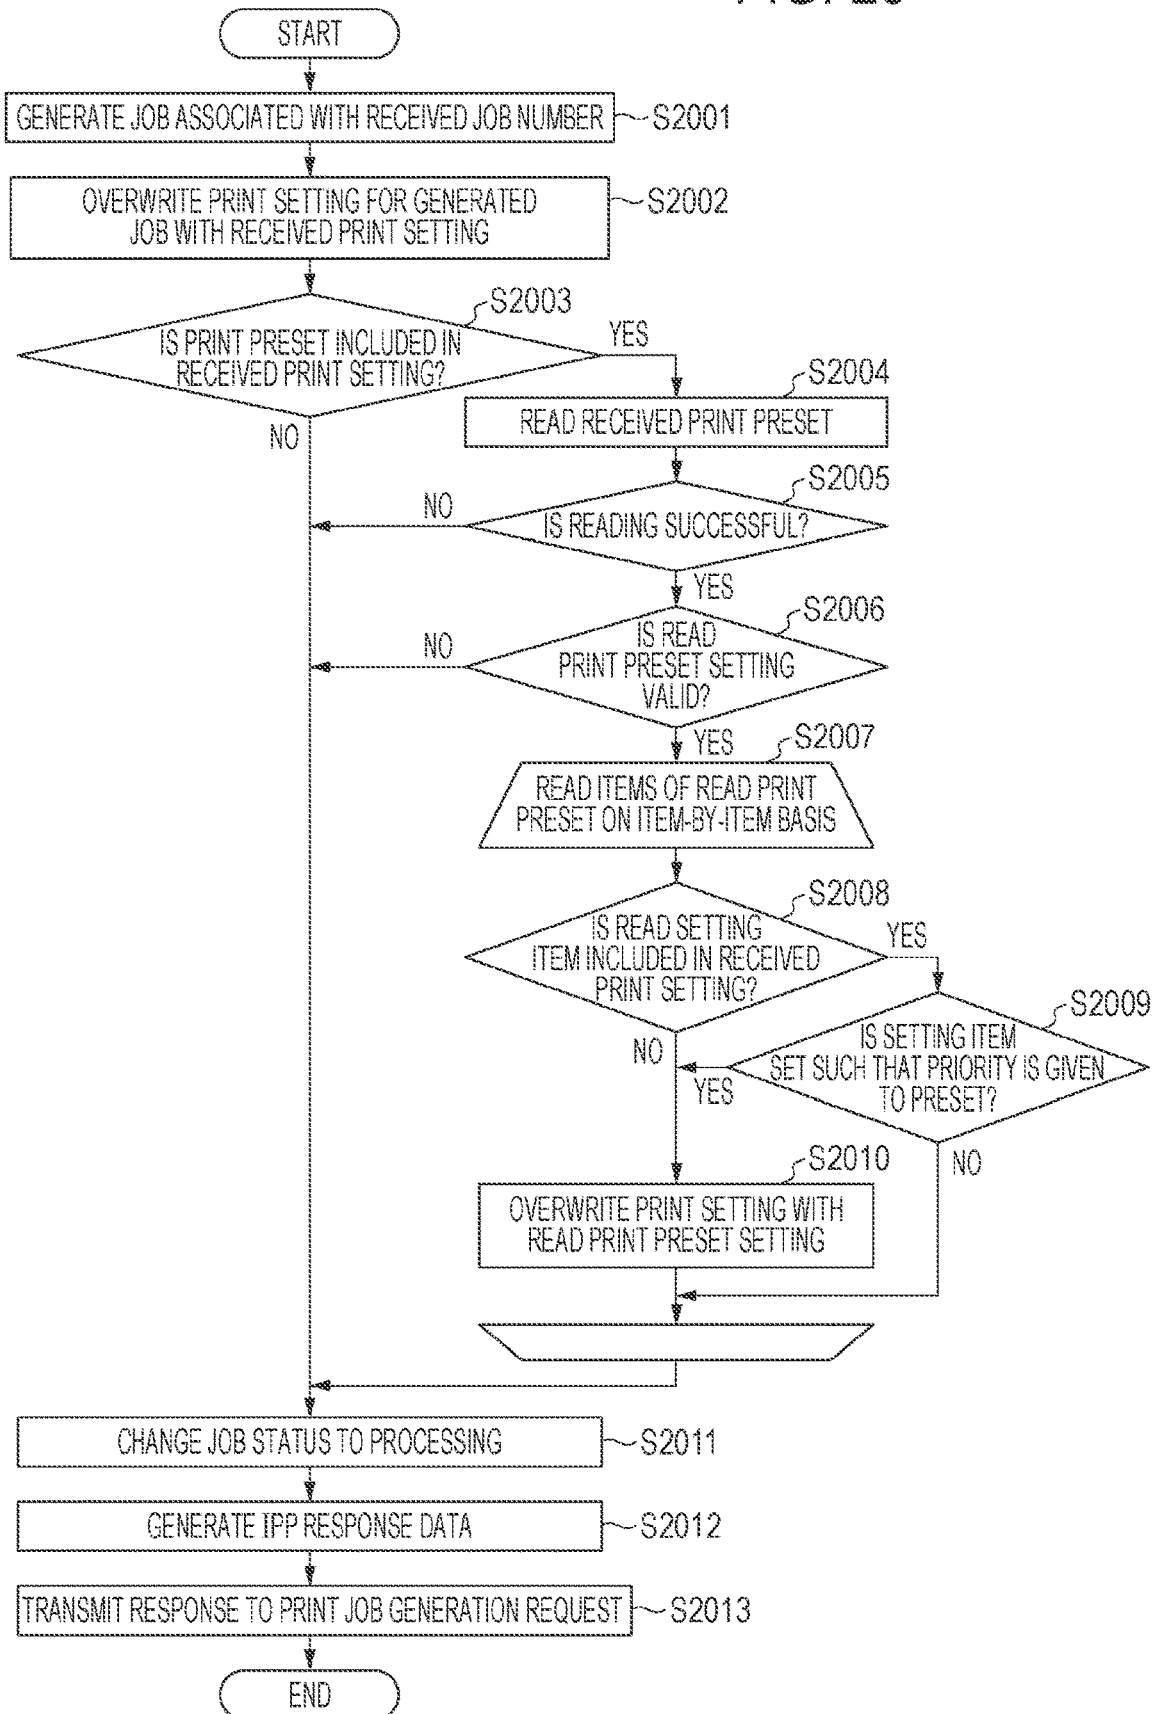 START
GENERATE JOB ASSOCIATED WITH RECEIVED JOB NUMBER
S2001
OVERWRITE PRINT SETTING FOR GENERATED
JOB WITH RECEIVED PRINT SETTING
S2002
S2003
IS PRINT PRESET INCLUDED IN
RECEIVED PRINT SETTING?
YES
NO
S2004
READ RECEIVED PRINT PRESET
S2005
NO
IS READING SUCCESSFUL?
YES
S2006
NO
IS READ
PRINT PRESET SETTING
VALID?
YES
S2007
READ ITEMS OF READ PRINT
PRESET ON ITEM-BY-ITEM BASIS
S2008
IS READ SETTING
ITEM INCLUDED IN RECEIVED
PRINT SETTING?
YES
NO
S2009
IS SETTING ITEM
SET SUCH THAT PRIORITY IS GIVEN
TO PRESET?
YES
NO
S2010
OVERWRITE PRINT SETTING WITH
READ PRINT PRESET SETTING
CHANGE JOB STATUS TO PROCESSING
S2011
GENERATE IPP RESPONSE DATA
S2012
TRANSMIT RESPONSE TO PRINT JOB GENERATION REQUEST
S2013
END